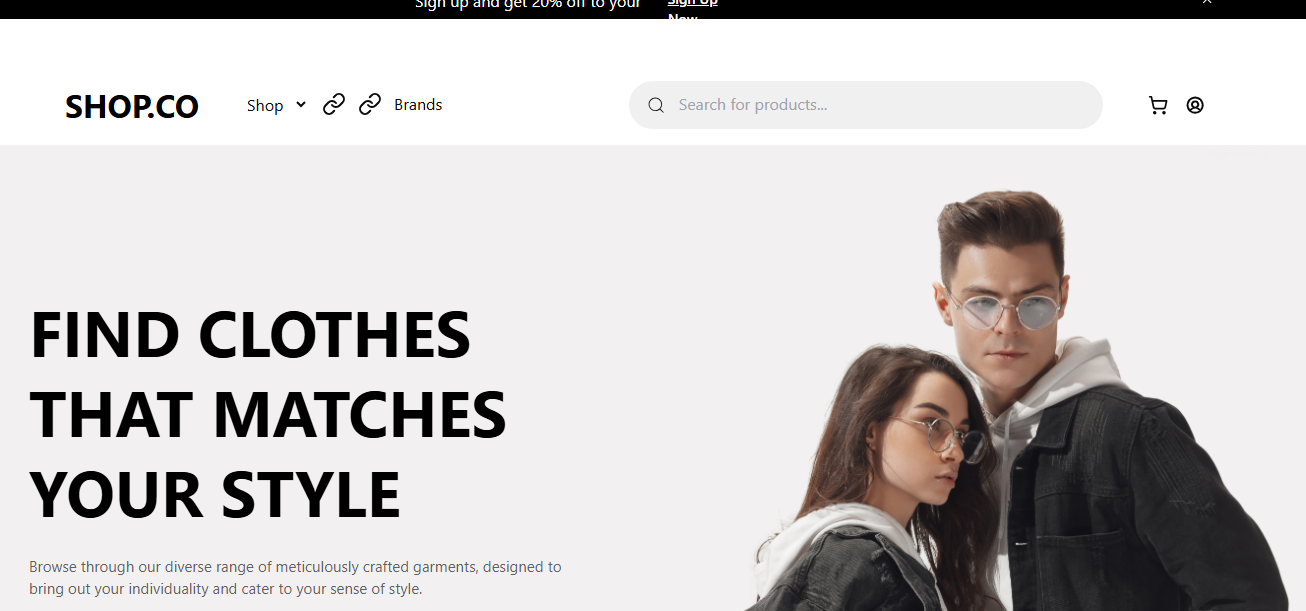 Sign up and get 20% off to your Sign Up
Now
SHOP.CO Shop Brands Search for products...
FIND CLOTHES
THAT MATCHES
YOUR STYLE
Browse through our diverse range of meticulously crafted garments, designed to
bring out your individuality and cater to your sense of style.